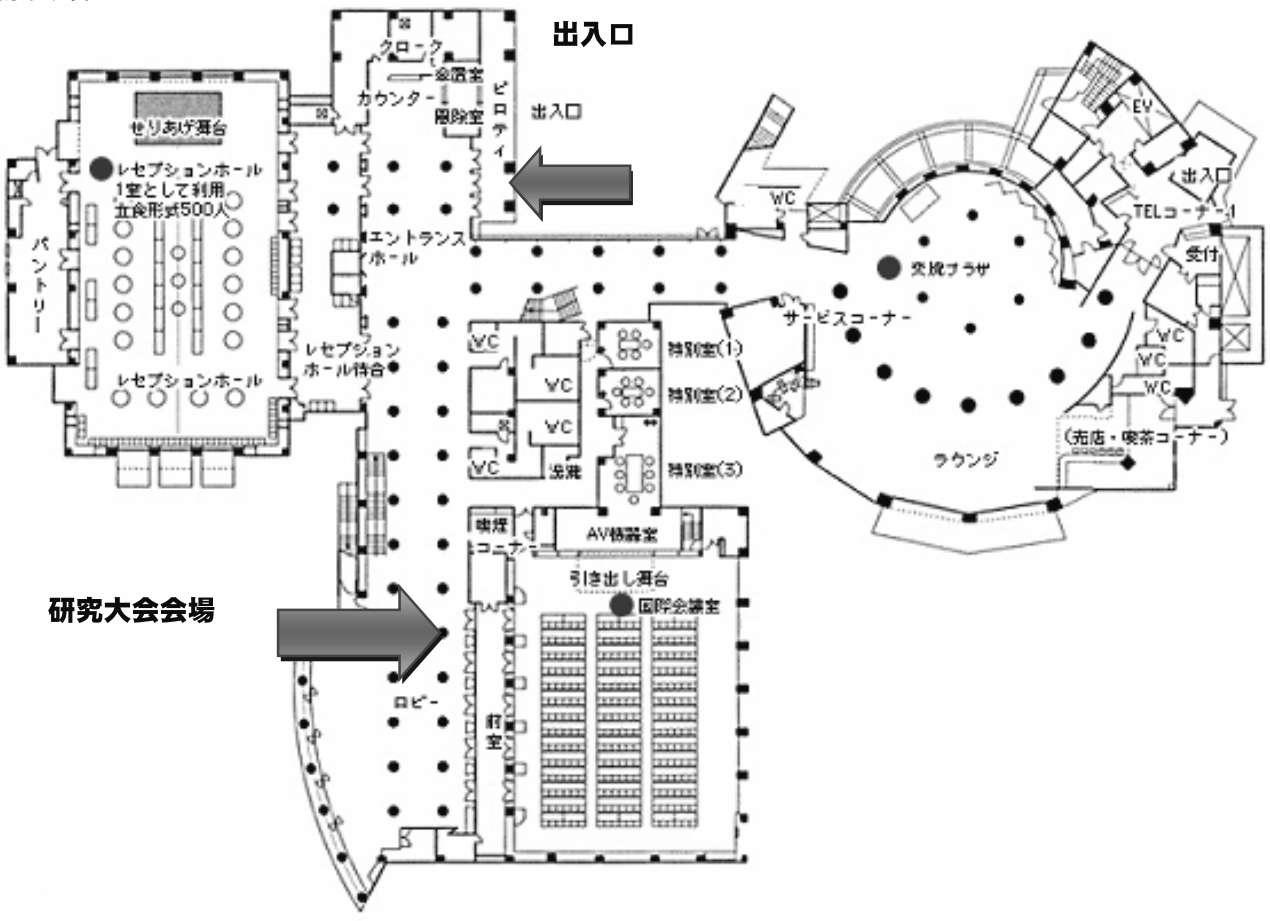 出入口
クローク
カウンター
ピロティ
出入口
せりあげ舞台
レセプションホール
1室として利用
立食形式500人
パントリー
エントランス
ホール
レセプション
ホール待合
レセプションホール
WC
EV
出入口
TELコーナー
受付
交流プラザ
サービスコーナー
WC
WC
WC
WC
WC
WC
WC
湯沸
特別室(1)
特別室(2)
特別室(3)
ラウンジ
(売店・喫茶コーナー)
喫煙
コーナー
AV機器室
引き出し舞台
国際会議室
研究大会会場
ロビー
前室